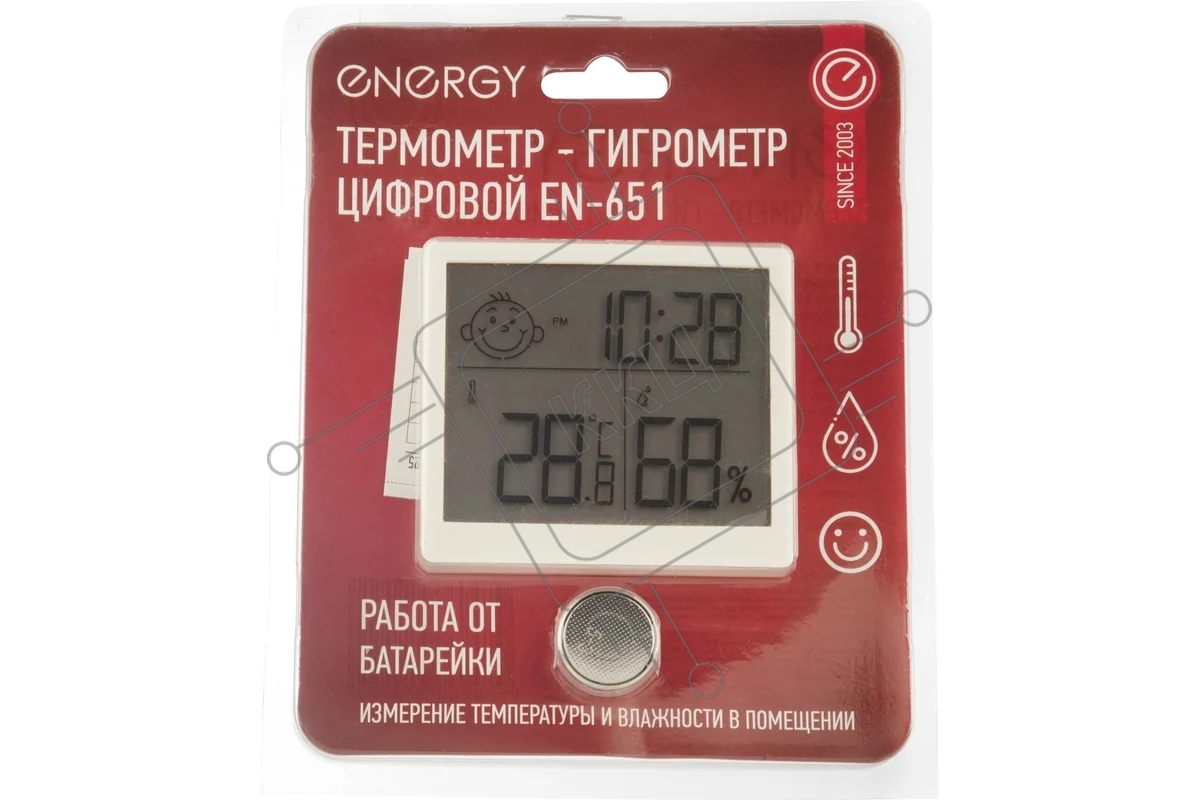 eNeRGY
ТЕРМОМЕТР - ГИГРОМЕТР
ЦИФРОВОЙ EN-651
SINCE 2003
PM 10:28
28.8 °C 68 %
%
ККЦ
РАБОТА ОТ
БАТАРЕЙКИ
ИЗМЕРЕНИЕ ТЕМПЕРАТУРЫ И ВЛАЖНОСТИ В ПОМЕЩЕНИИ